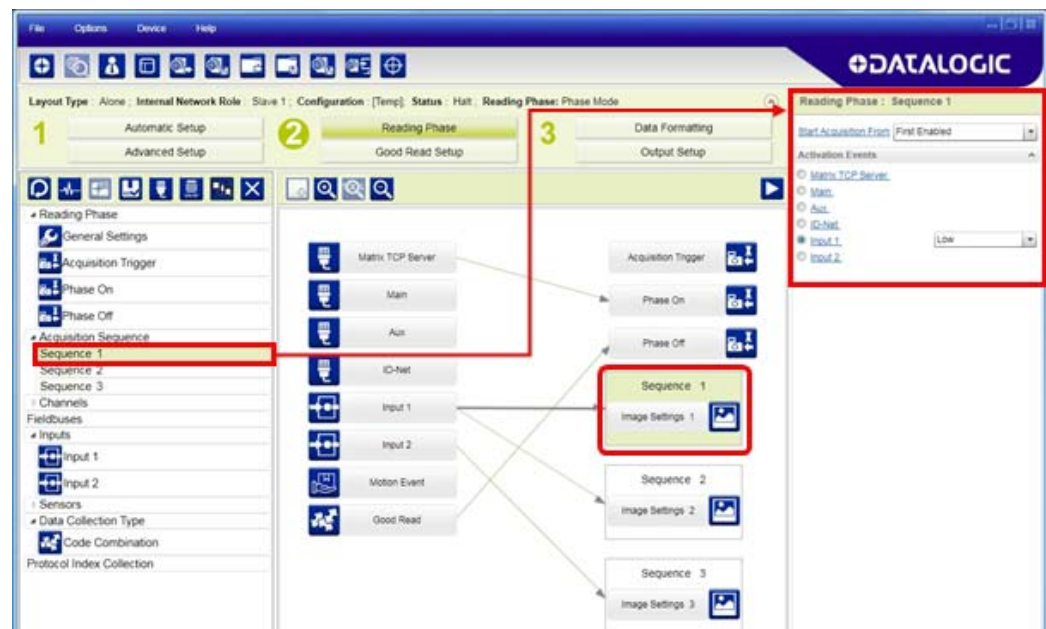 File Options Device Help
DATALOGIC
Layout Type : Alone ; Internal Network Role : Slave 1 ; Configuration : [Temp]; Status : Halt ; Reading Phase: Phase Mode
1 Automatic Setup
Advanced Setup
2 Reading Phase
Good Read Setup
3 Data Formatting
Output Setup
Reading Phase
General Settings
Acquisition Trigger
Phase On
Phase Off
Acquisition Sequence
Sequence 1
Sequence 2
Sequence 3
Channels
Fieldbuses
Inputs
Input 1
Input 2
Sensors
Data Collection Type
Code Combination
Protocol Index Collection
Matrix TCP Server
Main
Aux
ID-Net
Input 1
Input 2
Motion Event
Good Read
Acquisition Trigger
Phase On
Phase Off
Sequence 1
Image Settings 1
Sequence 2
Image Settings 2
Sequence 3
Image Settings 3
Reading Phase : Sequence 1
Start Acquisition From First Enabled
Activation Events
Matrix TCP Server
Main
Aux
ID-Net
Input 1 Low
Input 2